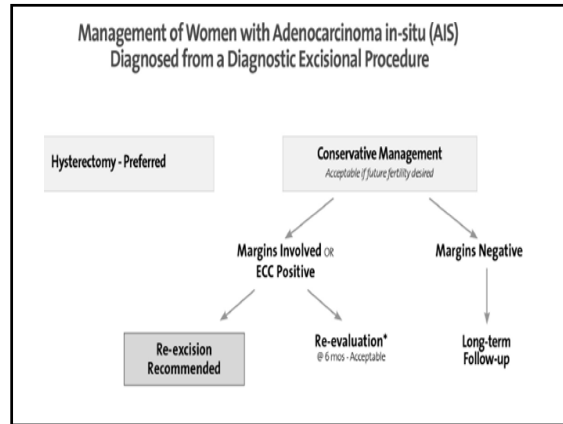 Management of Women with Adenocarcinoma in-situ (AIS)
Diagnosed from a Diagnostic Excisional Procedure
Hysterectomy - Preferred
Conservative Management
Acceptable if future fertility desired
Margins Involved OR
ECC Positive
Margins Negative
Re-excision
Recommended
Re-evaluation*
@ 6 mos - Acceptable
Long-term
Follow-up